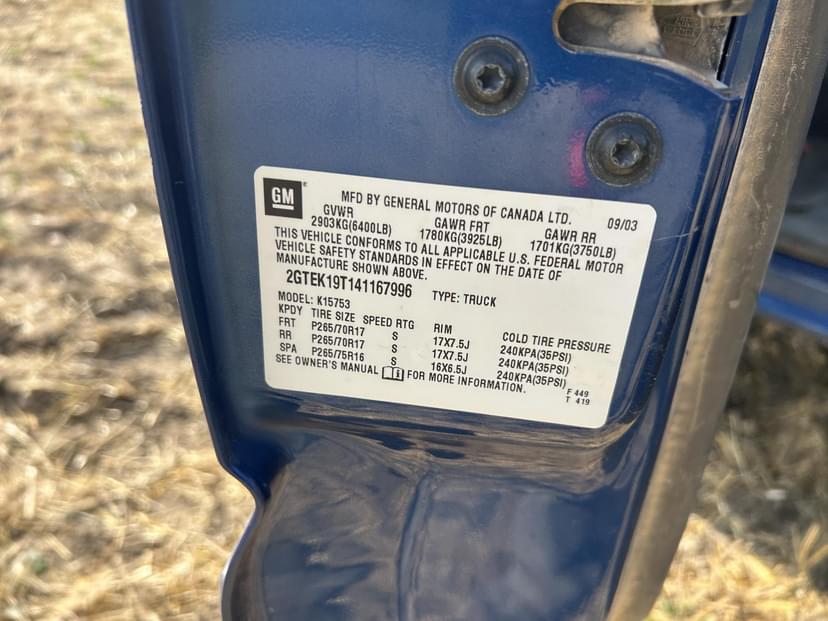 GM
MFD BY GENERAL MOTORS OF CANADA LTD. 09/03
GVWR GAWR FRT GAWR RR
2903KG(6400LB) 1780KG(3925LB) 1701KG(3750LB)
THIS VEHICLE CONFORMS TO ALL APPLICABLE U.S. FEDERAL MOTOR
VEHICLE SAFETY STANDARDS IN EFFECT ON THE DATE OF
MANUFACTURE SHOWN ABOVE.
2GTEK19T141167996 TYPE: TRUCK
MODEL: K15753
KPDY TIRE SIZE SPEED RTG RIM COLD TIRE PRESSURE
FRT P265/70R17 S 17X7.5J 240KPA(35PSI)
RR P265/70R17 S 17X7.5J 240KPA(35PSI)
SPA P265/75R16 S 16X6.5J 240KPA(35PSI)
SEE OWNER'S MANUAL FOR MORE INFORMATION.
F 449
T 419